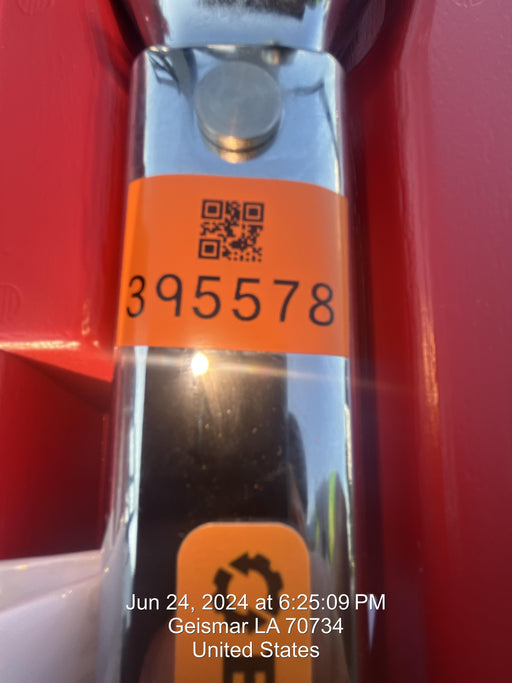 395578
Jun 24, 2024 at 6:25:09 PM
Geismar LA 70734
United States